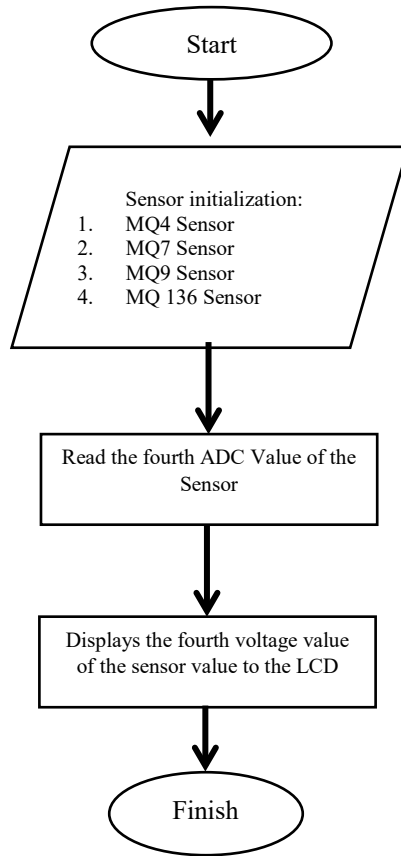 Start
Sensor initialization:
1. MQ4 Sensor
2. MQ7 Sensor
3. MQ9 Sensor
4. MQ 136 Sensor
Read the fourth ADC Value of the
Sensor
Displays the fourth voltage value
of the sensor value to the LCD
Finish